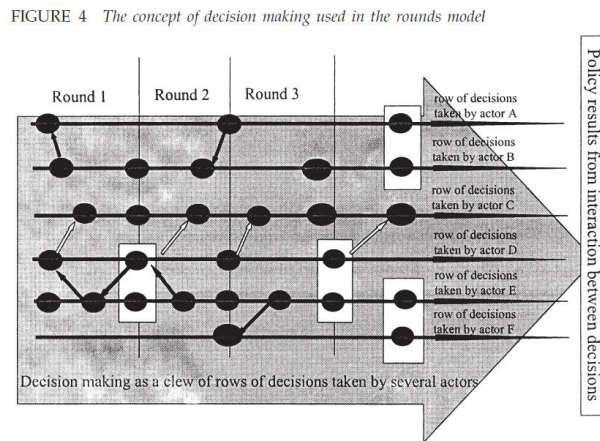 FIGURE 4 The concept of decision making used in the rounds model
Round 1
Round 2
Round 3
row of decisions
taken by actor A
row of decisions
taken by actor B
row of decisions
taken by actor C
row of decisions
taken by actor D
row of decisions
taken by actor E
row of decisions
taken by actor F
Decision making as a clew of rows of decisions taken by several actors
Policy results from interaction between decisions